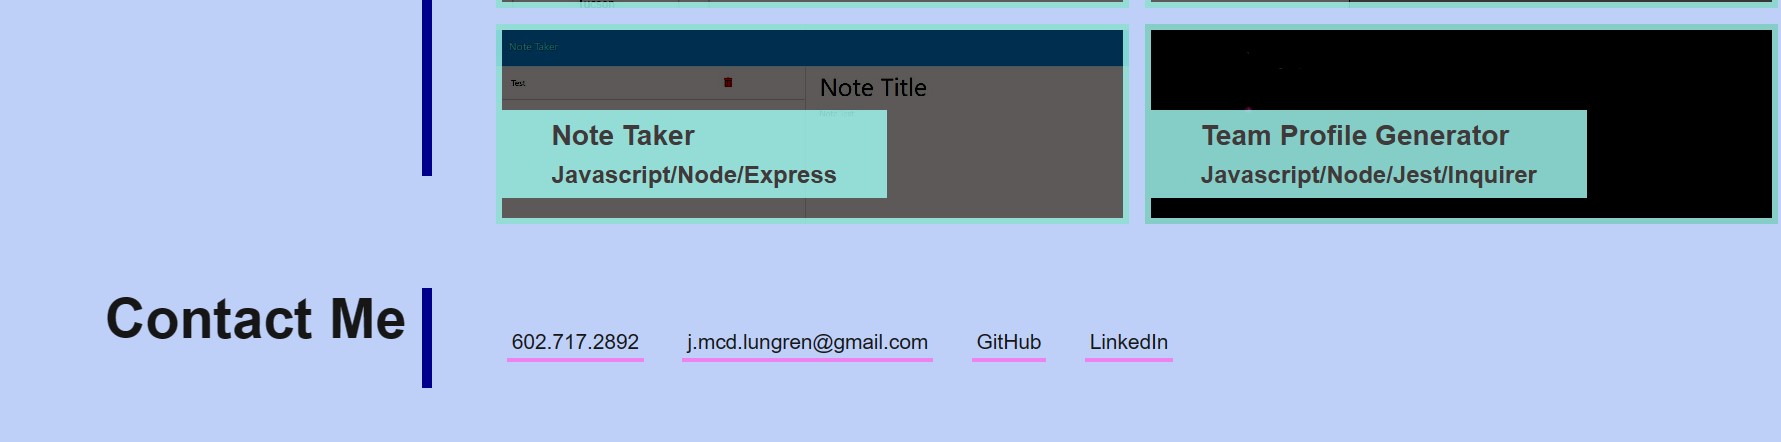 Tucson
Note Taker
Test
Note Title
Note Taker
Javascript/Node/Express
Team Profile Generator
Javascript/Node/Jest/Inquirer
Contact Me
602.717.2892 j.mcd.lungren@gmail.com GitHub LinkedIn